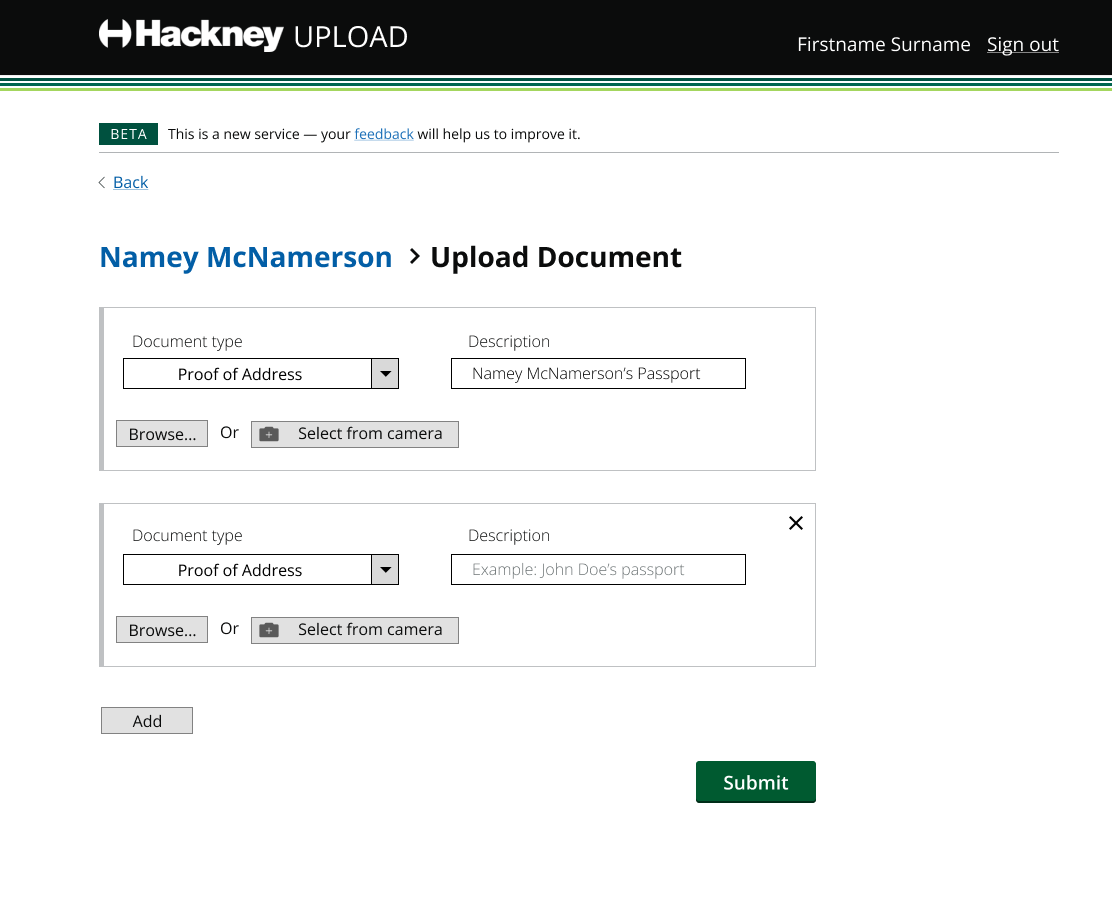 Hackney UPLOAD
Firstname Surname Sign out
BETA This is a new service — your feedback will help us to improve it.
Back
Namey McNamerson > Upload Document
Document type Description
Proof of Address Namey McNamerson’s Passport
Browse... Or Select from camera
Document type Description
Proof of Address Example: John Doe’s passport
Browse... Or Select from camera
Add
Submit